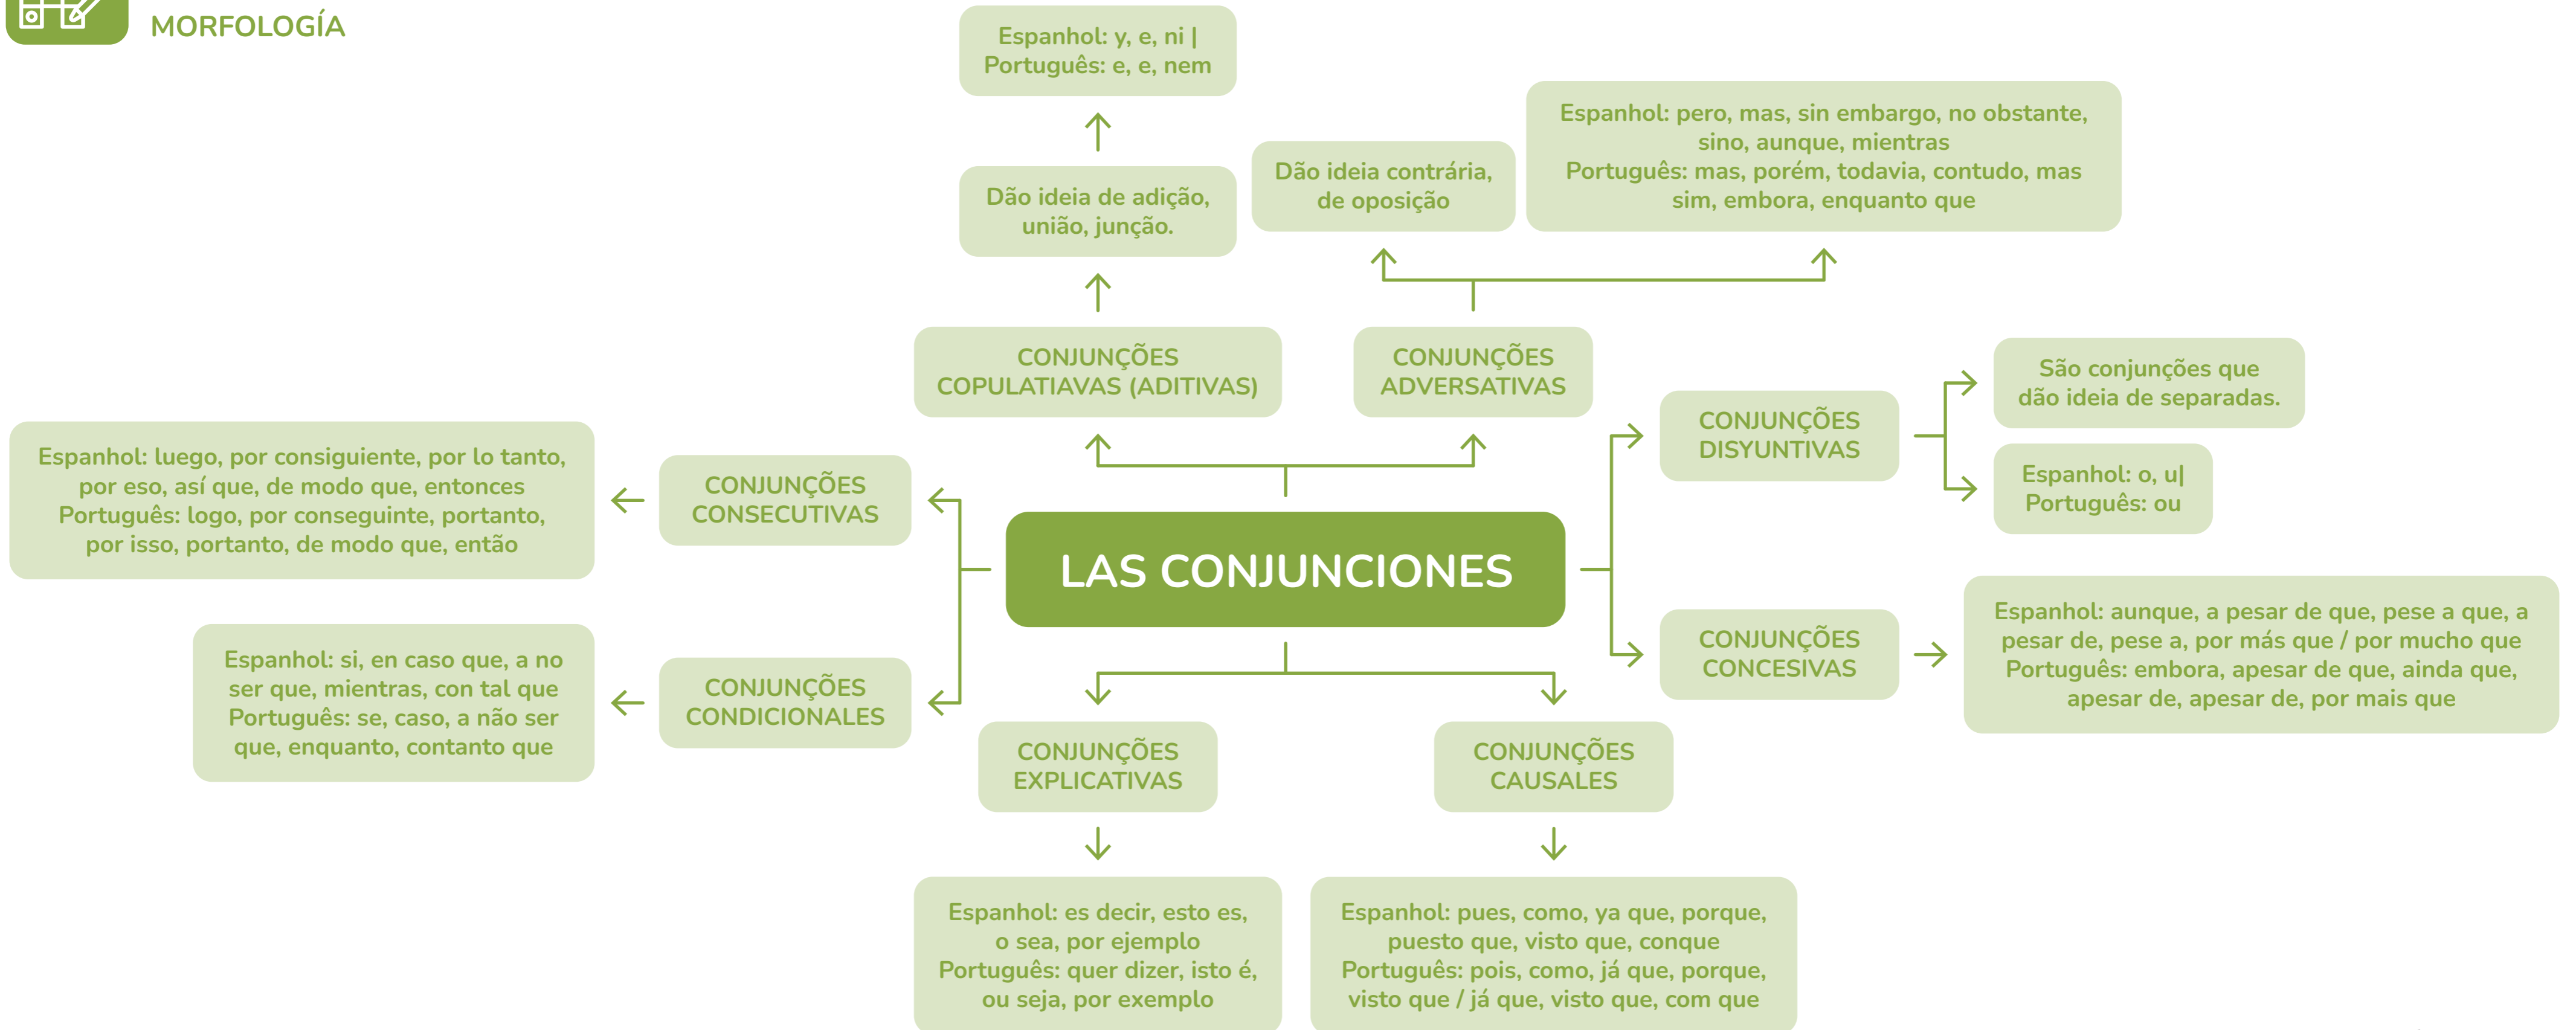 MORFOLOGÍA
Espanhol: y, e, ni |
Português: e, e, nem
Dão ideia de adição,
união, junção.
CONJUNÇÕES
COPULATIAVAS (ADITIVAS)
Dão ideia contrária,
de oposição
Espanhol: pero, mas, sin embargo, no obstante,
sino, aunque, mientras
Português: mas, porém, todavia, contudo, mas
sim, embora, enquanto que
CONJUNÇÕES
ADVERSATIVAS
CONJUNÇÕES
DISYUNTIVAS
São conjunções que
dão ideia de separadas.
Espanhol: o, u|
Português: ou
Espanhol: luego, por consiguiente, por lo tanto,
por eso, así que, de modo que, entonces
Português: logo, por conseguinte, portanto,
por isso, portanto, de modo que, então
CONJUNÇÕES
CONSECUTIVAS
LAS CONJUNCIONES
CONJUNÇÕES
CONCESIVAS
Espanhol: aunque, a pesar de que, pese a que, a
pesar de, pese a, por más que / por mucho que
Português: embora, apesar de que, ainda que,
apesar de, apesar de, por mais que
Espanhol: si, en caso que, a no
ser que, mientras, con tal que
Português: se, caso, a não ser
que, enquanto, contanto que
CONJUNÇÕES
CONDICIONALES
CONJUNÇÕES
EXPLICATIVAS
CONJUNÇÕES
CAUSALES
Espanhol: es decir, esto es,
o sea, por ejemplo
Português: quer dizer, isto é,
ou seja, por exemplo
Espanhol: pues, como, ya que, porque,
puesto que, visto que, conque
Português: pois, como, já que, porque,
visto que / já que, visto que, com que